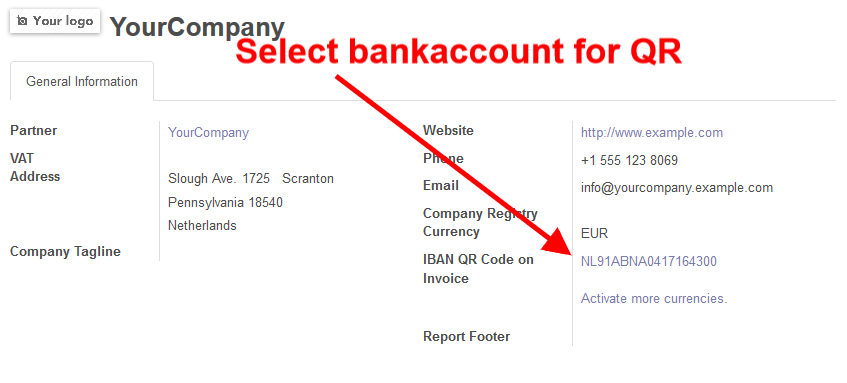 Your logo
YourCompany
Select bankaccount for QR
General Information
Partner
YourCompany
VAT
Address
Slough Ave. 1725 Scranton
Pennsylvania 18540
Netherlands
Company Tagline
Website
http://www.example.com
Phone
+1 555 123 8069
Email
info@yourcompany.example.com
Company Registry
Currency
EUR
IBAN QR Code on
Invoice
NL91ABNA0417164300
Activate more currencies.
Report Footer